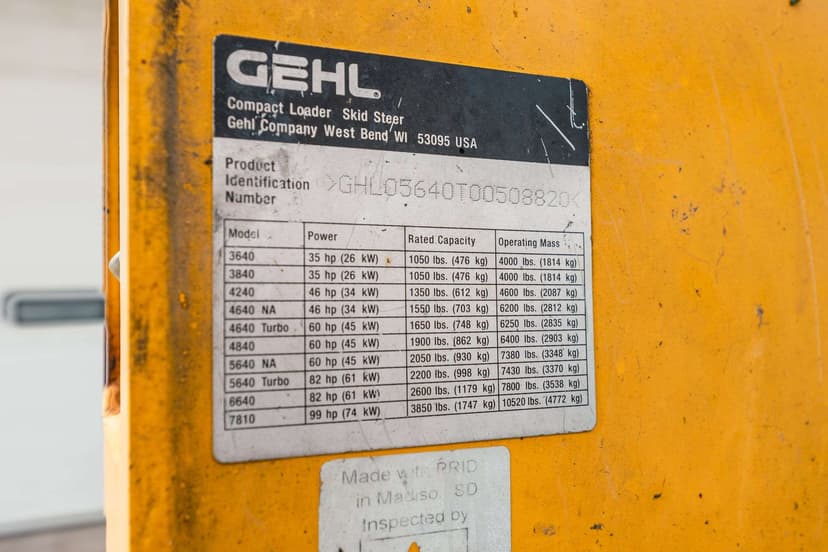 GEHL
Compact Loader Skid Steer
Gehl Company West Bend WI 53095 USA
Product
Identification >GHL05640T00508820<
Number
Model Power Rated Capacity Operating Mass
3640 35 hp (26 kW) 1050 lbs. (476 kg) 4000 lbs. (1814 kg)
3840 35 hp (26 kW) 1050 lbs. (476 kg) 4000 lbs. (1814 kg)
4240 46 hp (34 kW) 1350 lbs. (612 kg) 4600 lbs. (2087 kg)
4640 NA 46 hp (34 kW) 1550 lbs. (703 kg) 6200 lbs. (2812 kg)
4640 Turbo 60 hp (45 kW) 1650 lbs. (748 kg) 6250 lbs. (2835 kg)
4840 60 hp (45 kW) 1900 lbs. (862 kg) 6400 lbs. (2903 kg)
5640 NA 60 hp (45 kW) 2050 lbs. (930 kg) 7380 lbs. (3348 kg)
5640 Turbo 82 hp (61 kW) 2200 lbs. (998 kg) 7430 lbs. (3370 kg)
6640 82 hp (61 kW) 2600 lbs. (1179 kg) 7800 lbs. (3538 kg)
7810 99 hp (74 kW) 3850 lbs. (1747 kg) 10520 lbs. (4772 kg)
Made with PRID
in Madiso SD
Inspected by